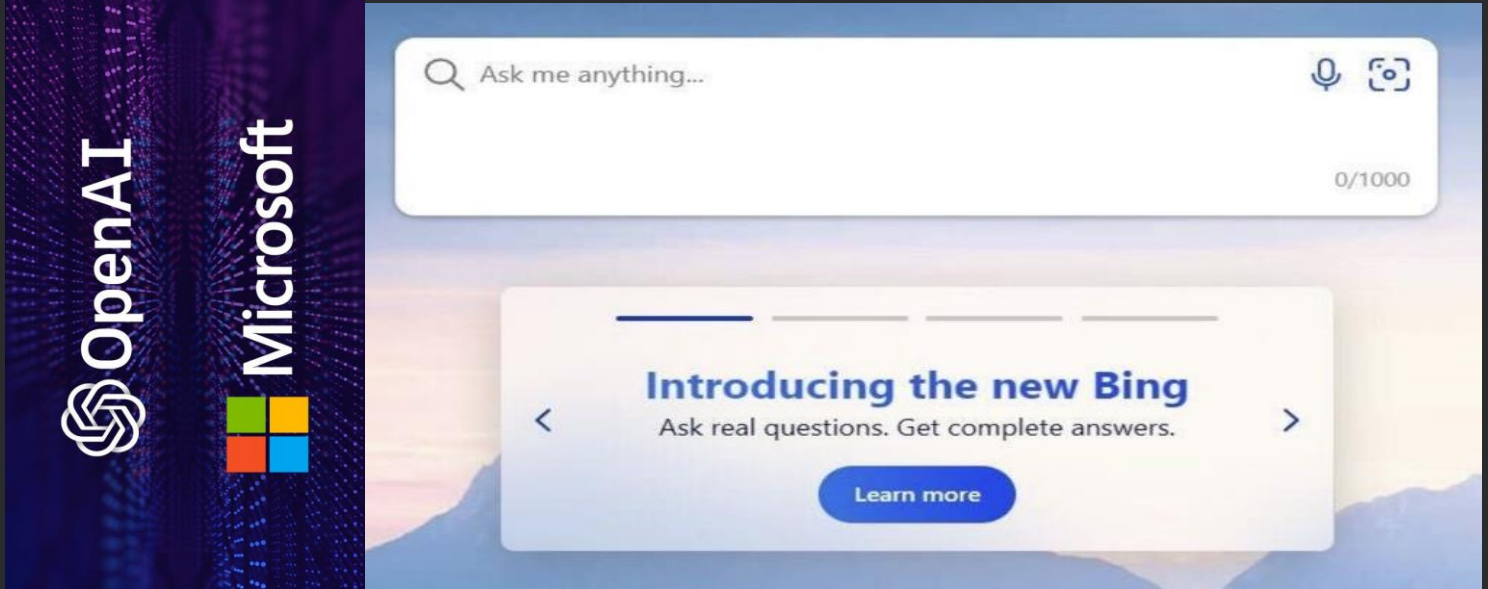 OpenAI
Microsoft
Ask me anything...
0/1000
Introducing the new Bing
Ask real questions. Get complete answers.
Learn more